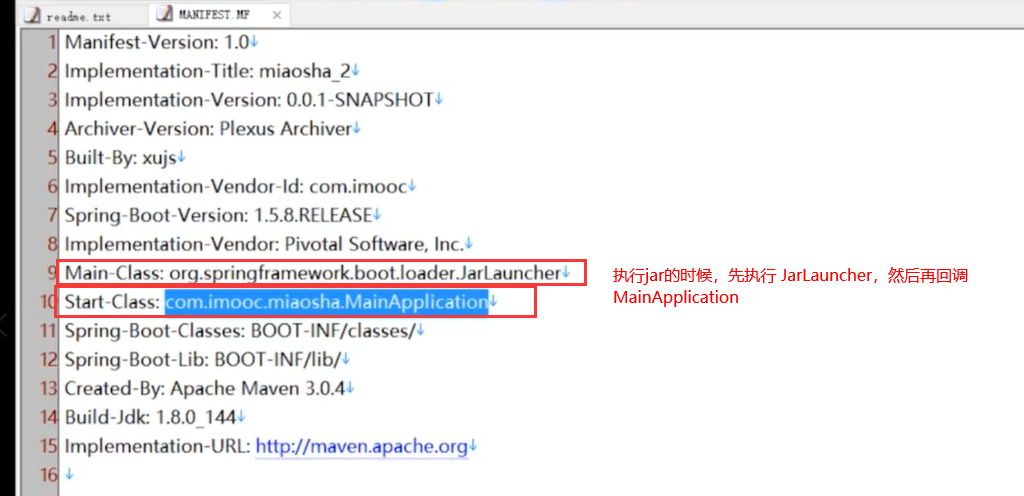 readme.txt MANIFEST.MF
1 Manifest-Version: 1.0
2 Implementation-Title: miaosha_2
3 Implementation-Version: 0.0.1-SNAPSHOT
4 Archiver-Version: Plexus Archiver
5 Built-By: xujs
6 Implementation-Vendor-Id: com.imooc
7 Spring-Boot-Version: 1.5.8.RELEASE
8 Implementation-Vendor: Pivotal Software, Inc.
9 Main-Class: org.springframework.boot.loader.JarLauncher
10 Start-Class: com.imooc.miaosha.MainApplication
11 Spring-Boot-Classes: BOOT-INF/classes/
12 Spring-Boot-Lib: BOOT-INF/lib/
13 Created-By: Apache Maven 3.0.4
14 Build-Jdk: 1.8.0_144
15 Implementation-URL: http://maven.apache.org
16
执行jar的时候，先执行 JarLauncher，然后再回调
MainApplication